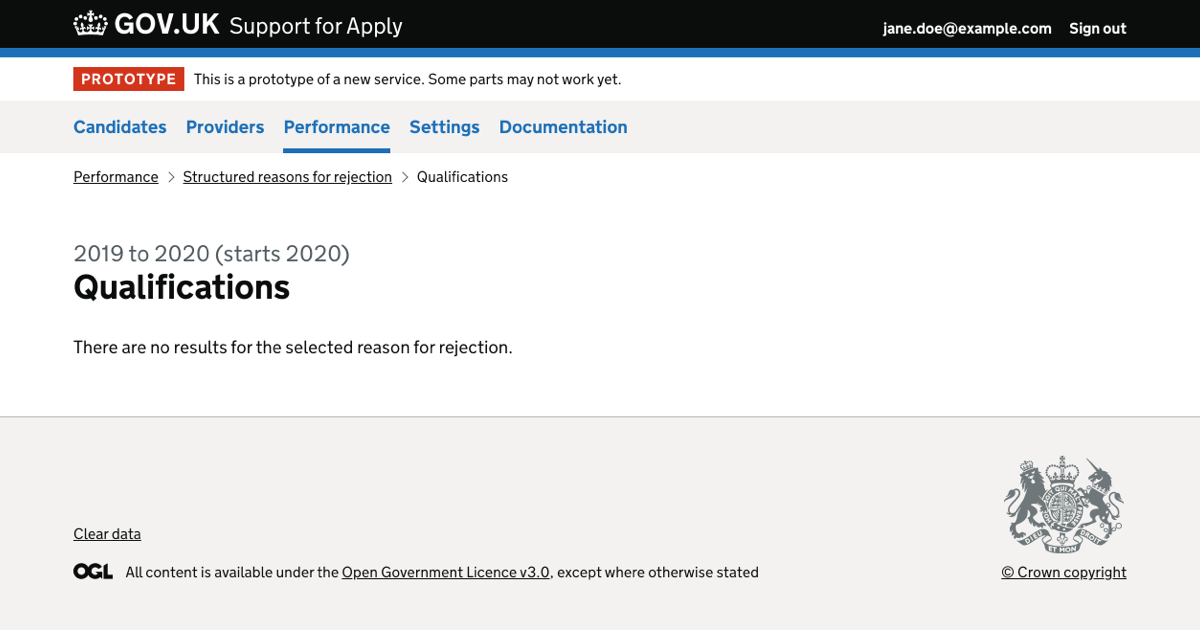 GOV.UK Support for Apply
jane.doe@example.com Sign out
PROTOTYPE This is a prototype of a new service. Some parts may not work yet.
Candidates Providers Performance Settings Documentation
Performance Structured reasons for rejection Qualifications
2019 to 2020 (starts 2020)
Qualifications
There are no results for the selected reason for rejection.
Clear data
OGL All content is available under the Open Government Licence v3.0, except where otherwise stated
DIEU ET MON DROIT
© Crown copyright